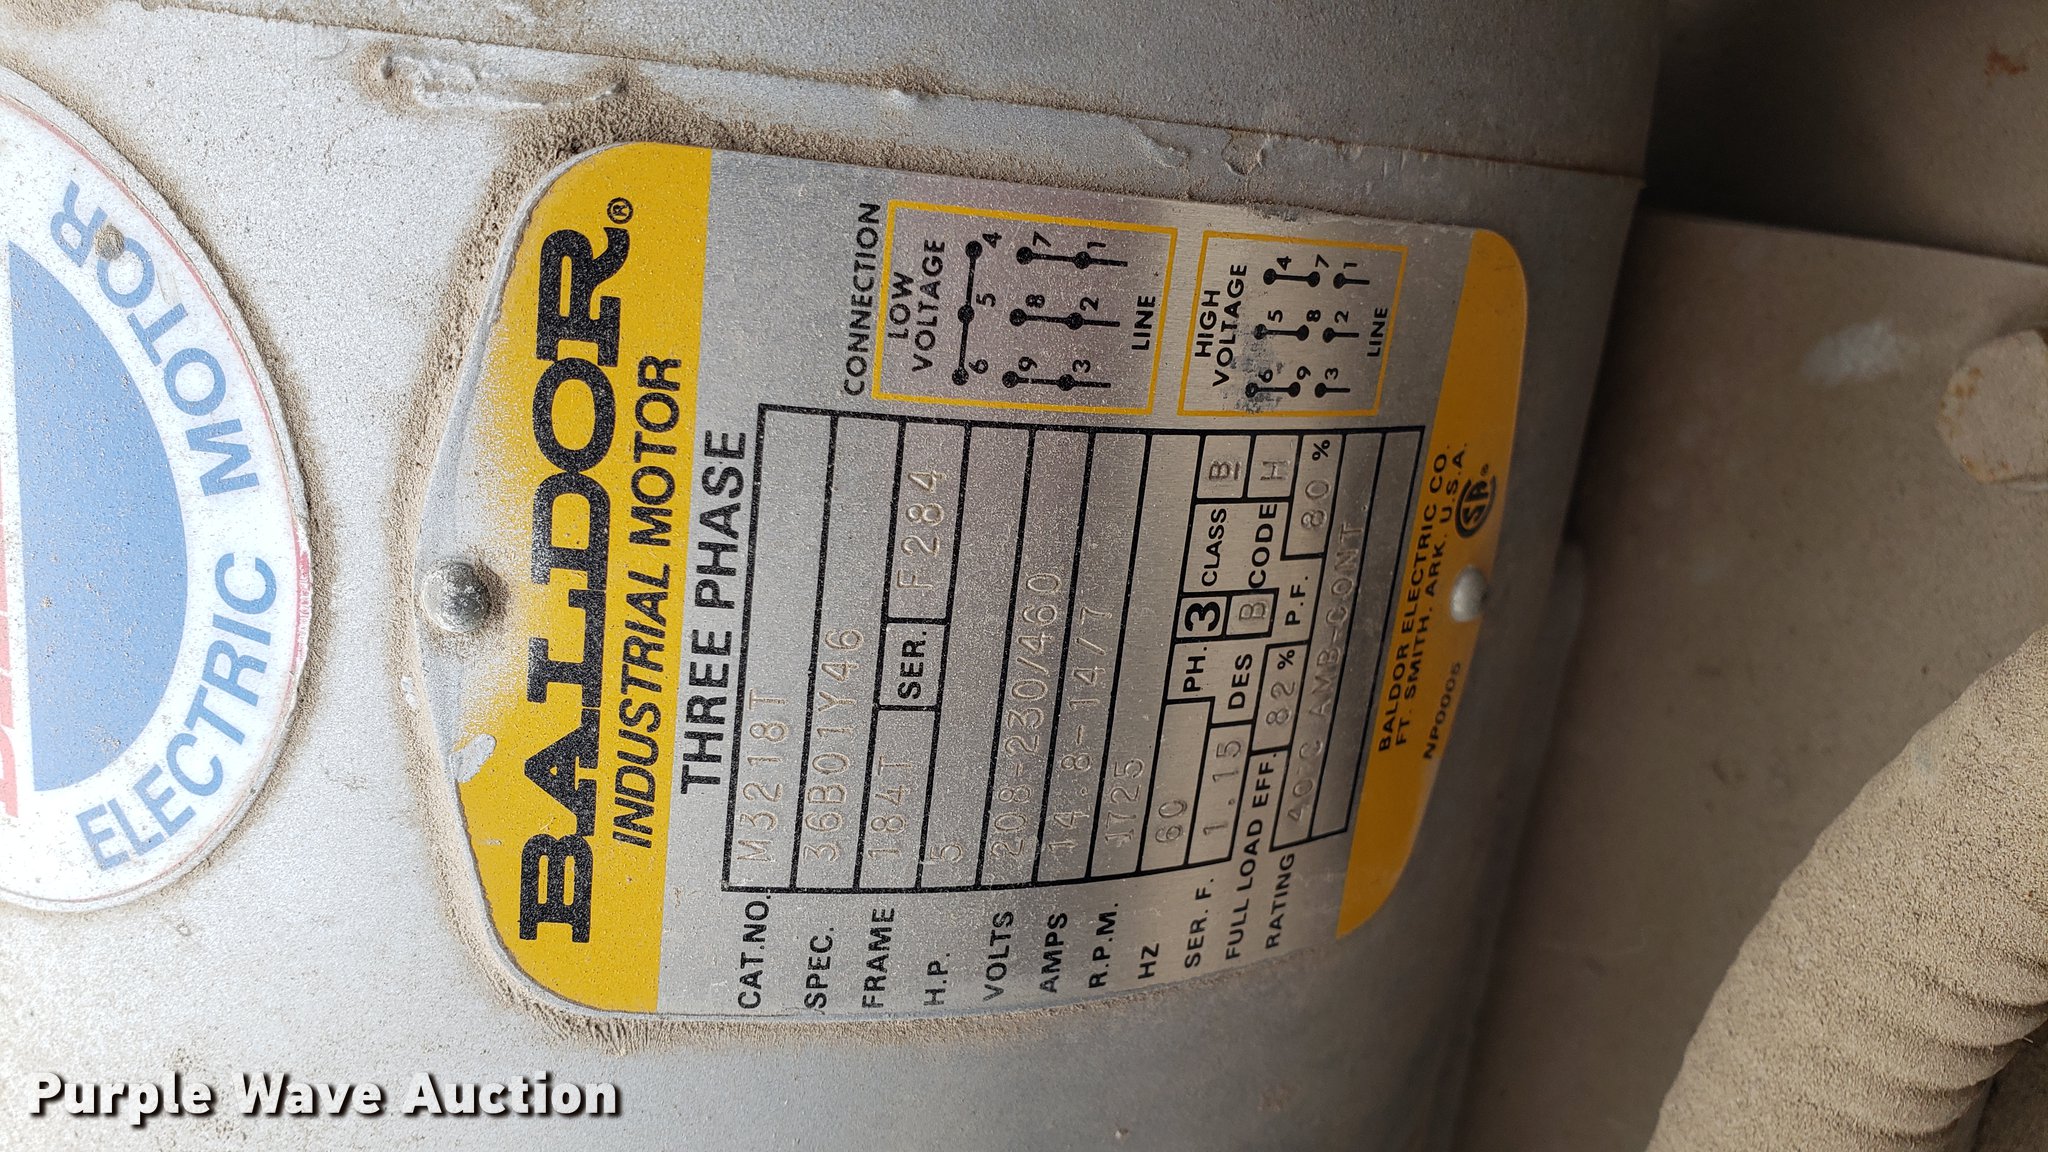 BALDOR®
INDUSTRIAL MOTOR
THREE PHASE
CAT.NO. M3218T
SPEC. 36B01Y46
FRAME 184T SER. F284
H.P. 5
VOLTS 208-230/460
AMPS 14.8-14/7
R.P.M. 1725
HZ 60 PH. 3 CLASS B
SER. F. 1.15 DES B CODE H
FULL LOAD EFF. 82 % P.F. 80 %
RATING 40C AMB-CONT
CONNECTION
LOW
VOLTAGE
6 5 4
9 8 7
3 2 1
LINE
HIGH
VOLTAGE
6 5 4
9 8 7
3 2 1
LINE
BALDOR ELECTRIC CO.
FT. SMITH, ARK. U.S.A.
NP0005
SA®
ELECTRIC MOTOR
Purple Wave Auction